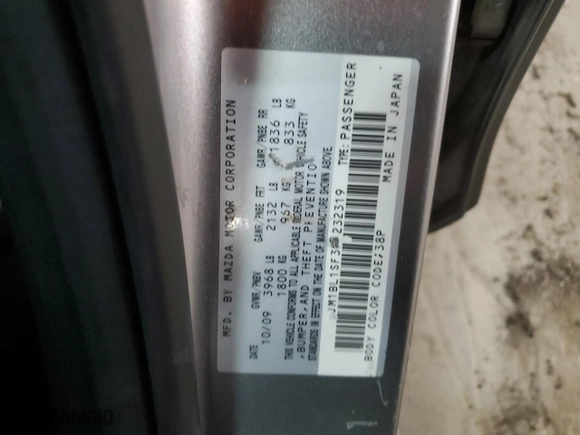 MFD. BY MAZDA MOTOR CORPORATION
DATE GVWR/PNBV GAWR/PNBE FRT GAWR/PNBE RR
10/09 3968 LB 2132 LB 1836 LB
1800 KG 967 KG 833 KG
THIS VEHICLE CONFORMS TO ALL APPLICABLE FEDERAL MOTOR VEHICLE SAFETY
, BUMPER, AND THEFT PREVENTION
STANDARDS IN EFFECT ON THE DATE OF MANUFACTURE SHOWN ABOVE.
JM1BL1SF3 232319 TYPE: PASSENGER
BODY COLOR CODE: 38P MADE IN JAPAN